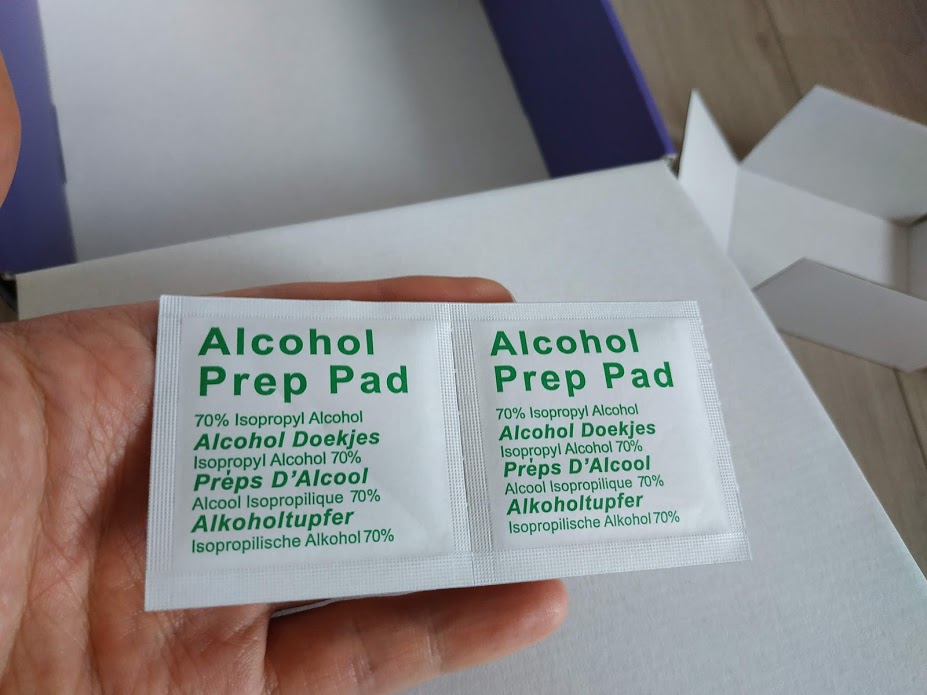 Alcohol
Prep Pad
70% Isopropyl Alcohol
Alcohol Doekjes
Isopropyl Alcohol 70%
Prėps D'Alcool
Alcool Isopropilique 70%
Alkoholtupfer
Isopropilische Alkohol 70%
Alcohol
Prep Pad
70% Isopropyl Alcohol
Alcohol Doekjes
Isopropyl Alcohol 70%
Prėps D'Alcool
Alcool Isopropilique 70%
Alkoholtupfer
Isopropilische Alkohol 70%